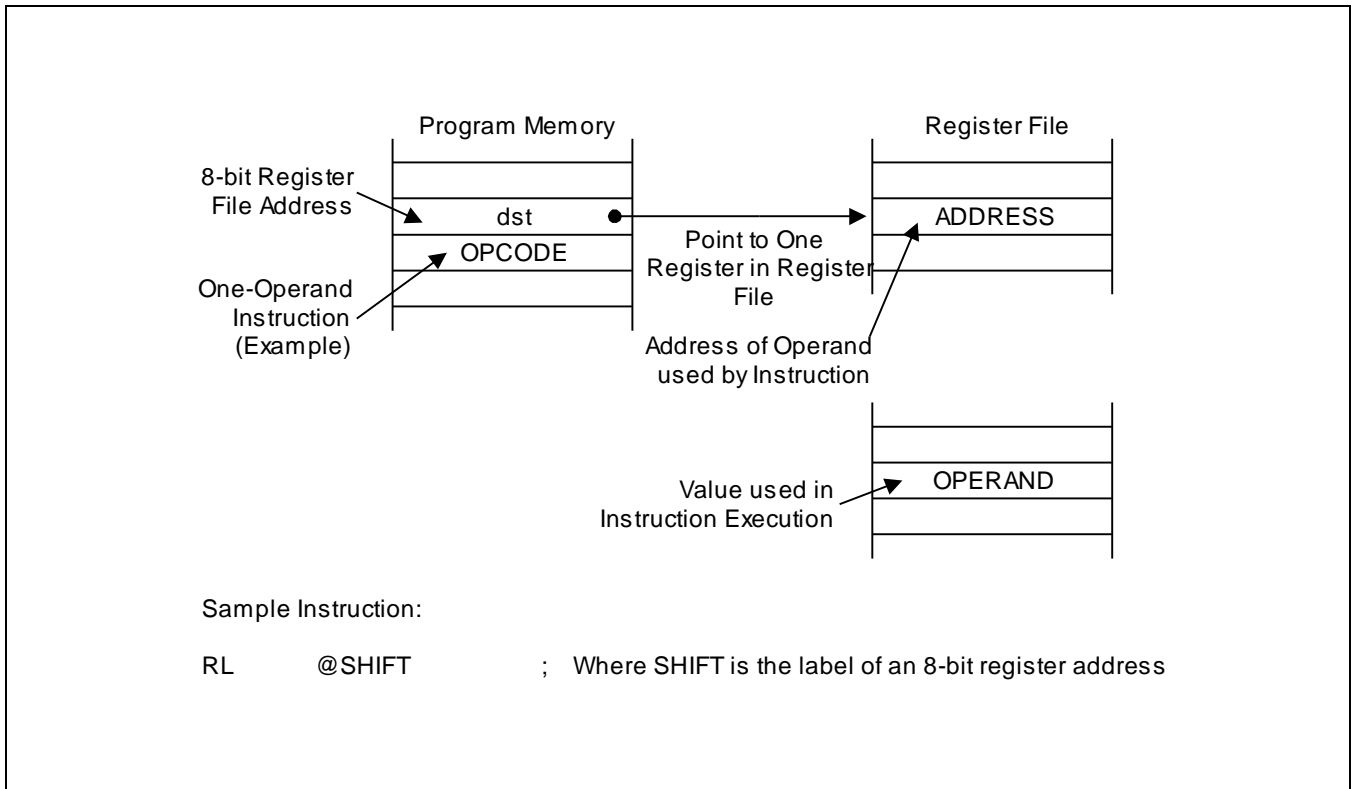 Program Memory
Register File
8-bit Register
File Address
dst
ADDRESS
OPCODE
Point to One
Register in Register
File
One-Operand
Instruction
(Example)
Address of Operand
used by Instruction
OPERAND
Value used in
Instruction Execution
Sample Instruction:
RL @SHIFT ; Where SHIFT is the label of an 8-bit register address